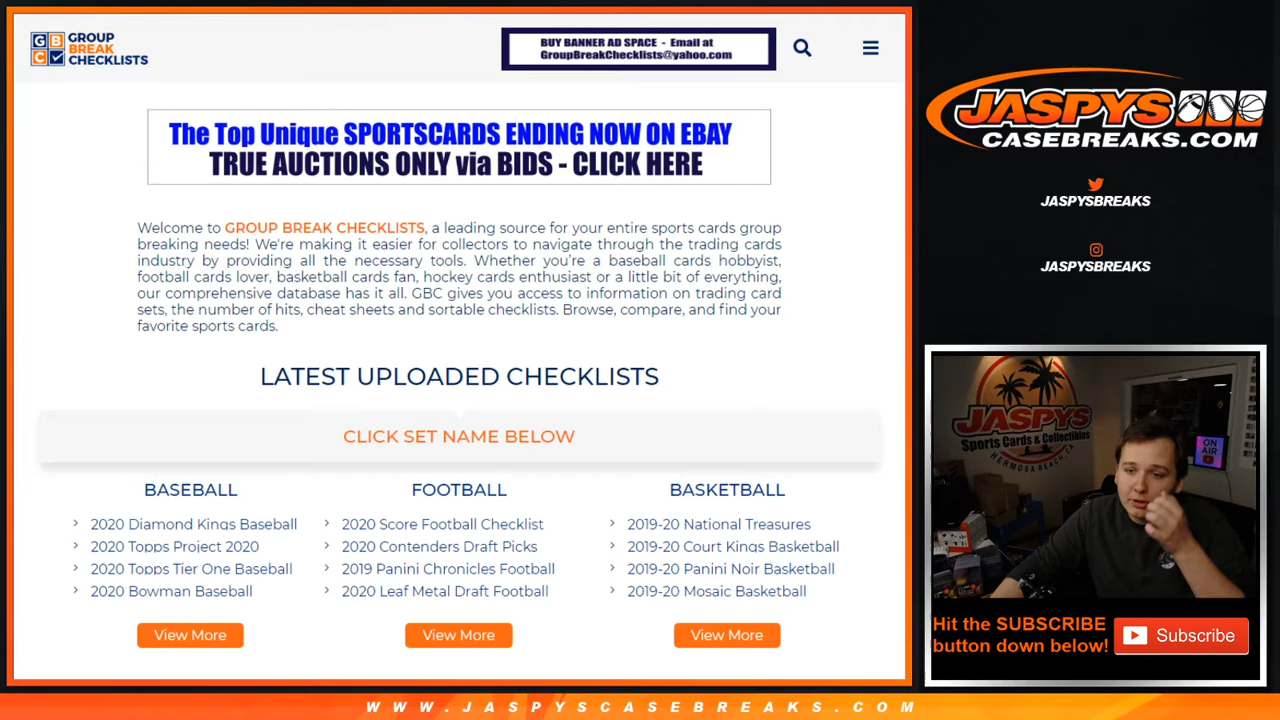 GBC GROUP
BREAK
CHECKLISTS
BUY BANNER AD SPACE - Email at
GroupBreakChecklists@yahoo.com
The Top Unique SPORTSCARDS ENDING NOW ON EBAY
TRUE AUCTIONS ONLY via BIDS - CLICK HERE
Welcome to GROUP BREAK CHECKLISTS, a leading source for your entire sports cards group
breaking needs! We're making it easier for collectors to navigate through the trading cards
industry by providing all the necessary tools. Whether you're a baseball cards hobbyist,
football cards lover, basketball cards fan, hockey cards enthusiast or a little bit of everything,
our comprehensive database has it all. GBC gives you access to information on trading card
sets, the number of hits, cheat sheets and sortable checklists. Browse, compare, and find your
favorite sports cards.
LATEST UPLOADED CHECKLISTS
CLICK SET NAME BELOW
BASEBALL
2020 Diamond Kings Baseball
2020 Topps Project 2020
2020 Topps Tier One Baseball
2020 Bowman Baseball
View More
FOOTBALL
2020 Score Football Checklist
2020 Contenders Draft Picks
2019 Panini Chronicles Football
2020 Leaf Metal Draft Football
View More
BASKETBALL
2019-20 National Treasures
2019-20 Court Kings Basketball
2019-20 Panini Noir Basketball
2019-20 Mosaic Basketball
View More
JASPYS
CASEBREAKS.COM
JASPYSBREAKS
JASPYSBREAKS
JASPYS
Sports Cards & Collectibles
HERMOSA BEACH, CA
ON
AIR
Hit the SUBSCRIBE
button down below!
Subscribe
WWW.JASPYSCASEBREAKS.COM